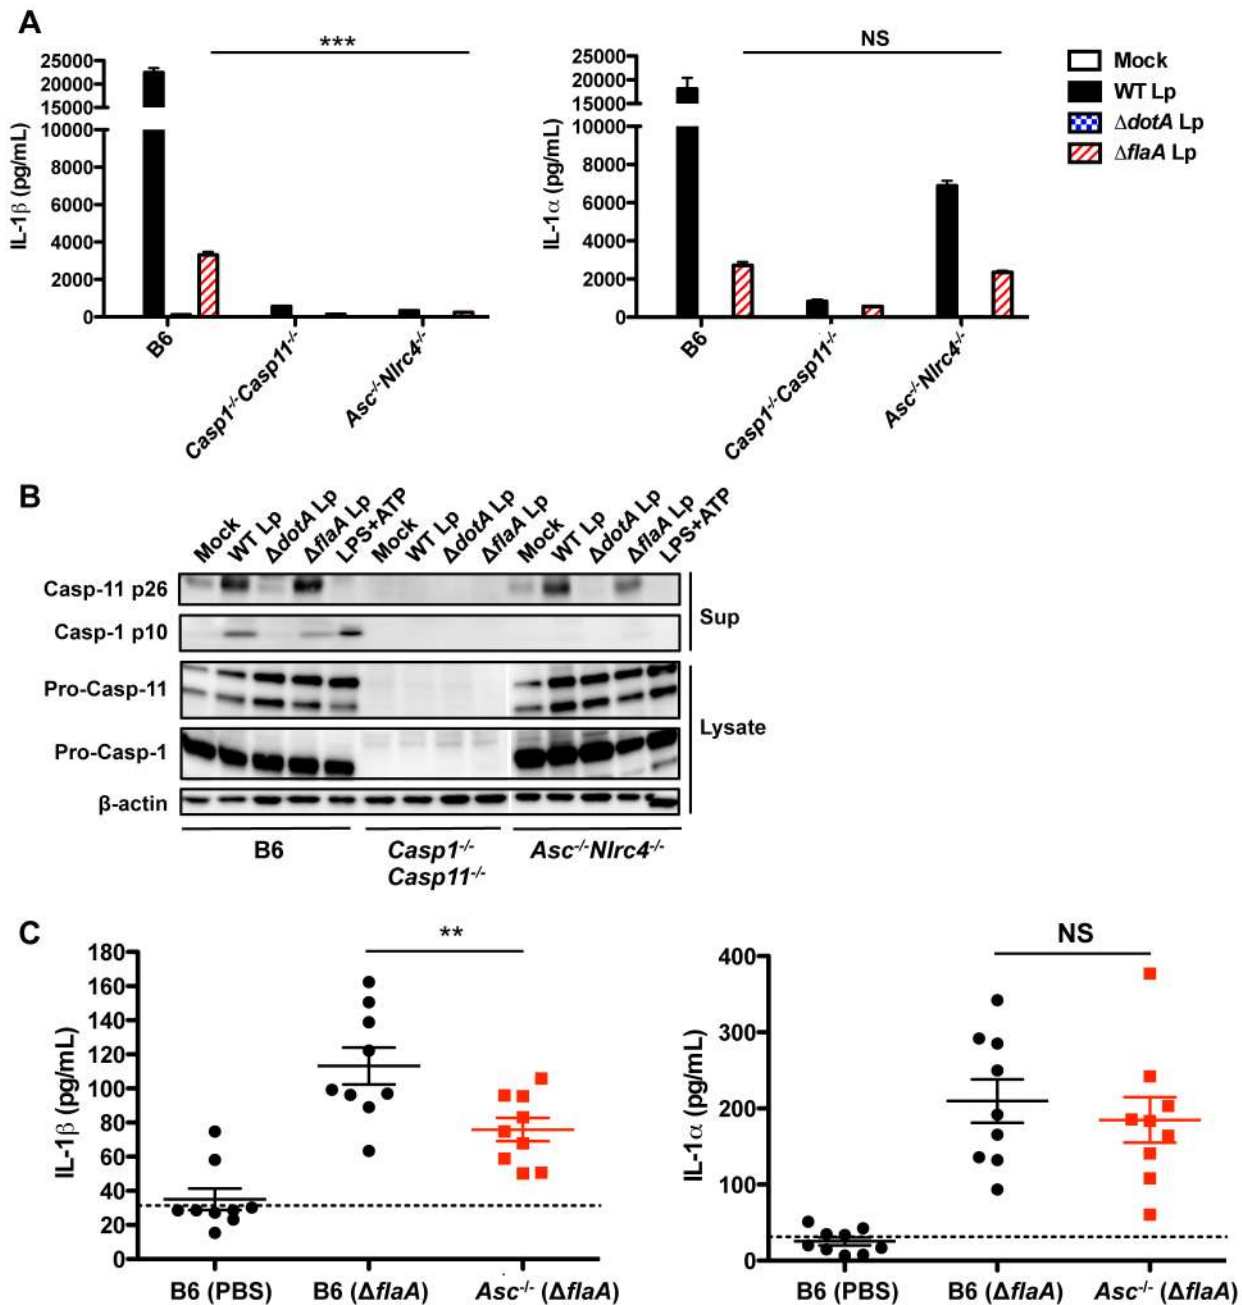 A
***
IL-1β (pg/mL)
25000
20000
15000
10000
8000
6000
4000
2000
0
B6
Casp1-/-Casp11-/-
Asc-/-Nlrc4-/-
NS
IL-1α (pg/mL)
25000
20000
15000
10000
8000
6000
4000
2000
0
B6
Casp1-/-Casp11-/-
Asc-/-Nlrc4-/-
Mock
WT Lp
ΔdotA Lp
ΔflaA Lp
B
Mock WT Lp ΔdotA Lp ΔflaA Lp LPS+ATP Mock WT Lp ΔdotA Lp ΔflaA Lp Mock WT Lp ΔdotA Lp ΔflaA Lp LPS+ATP
Casp-11 p26
Casp-1 p10
Sup
Pro-Casp-11
Pro-Casp-1
Lysate
β-actin
B6 Casp1-/- Asc-/-Nlrc4-/-
Casp11-/-
C
**
IL-1β (pg/mL)
180
160
140
120
100
80
60
40
20
0
B6 (PBS) B6 (ΔflaA) Asc-/- (ΔflaA)
NS
IL-1α (pg/mL)
400
300
200
100
0
B6 (PBS) B6 (ΔflaA) Asc-/- (ΔflaA)